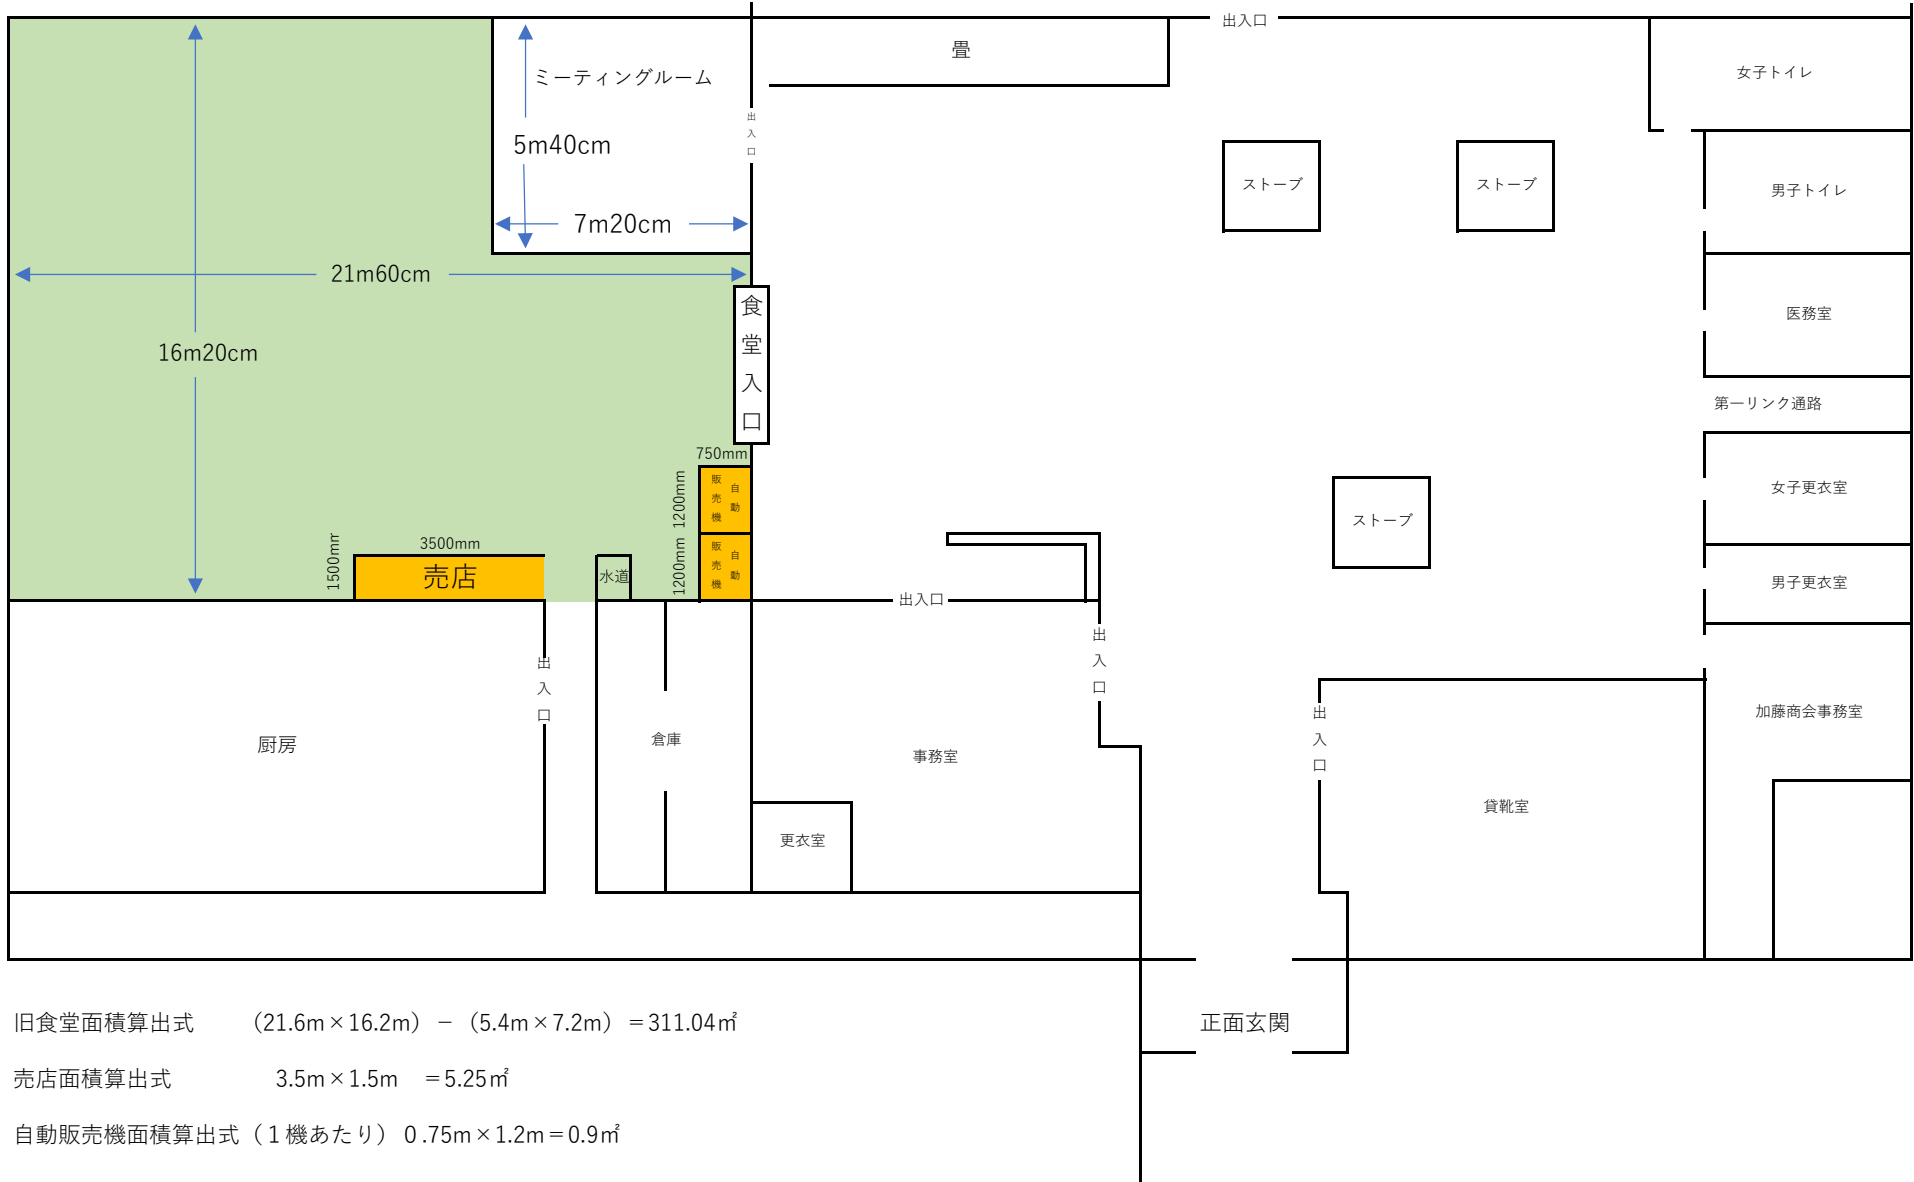 出入口
畳
女子トイレ
ミーティングルーム
出入口
5m40cm
ストーブ
ストーブ
男子トイレ
7m20cm
21m60cm
食堂入口
医務室
16m20cm
第一リンク通路
750mm
1200mm
自動販売機
女子更衣室
ストーブ
3500mm
1500mm
売店
水道
1200mm
自動販売機
男子更衣室
出入口
出入口
出入口
厨房
倉庫
事務室
出入口
加藤商会事務室
貸靴室
更衣室
旧食堂面積算出式 （21.6m×16.2m）－（5.4m×7.2m）＝311.04㎡
正面玄関
売店面積算出式 3.5m×1.5m ＝5.25㎡
自動販売機面積算出式（１機あたり）０.75m×1.2m＝0.9㎡